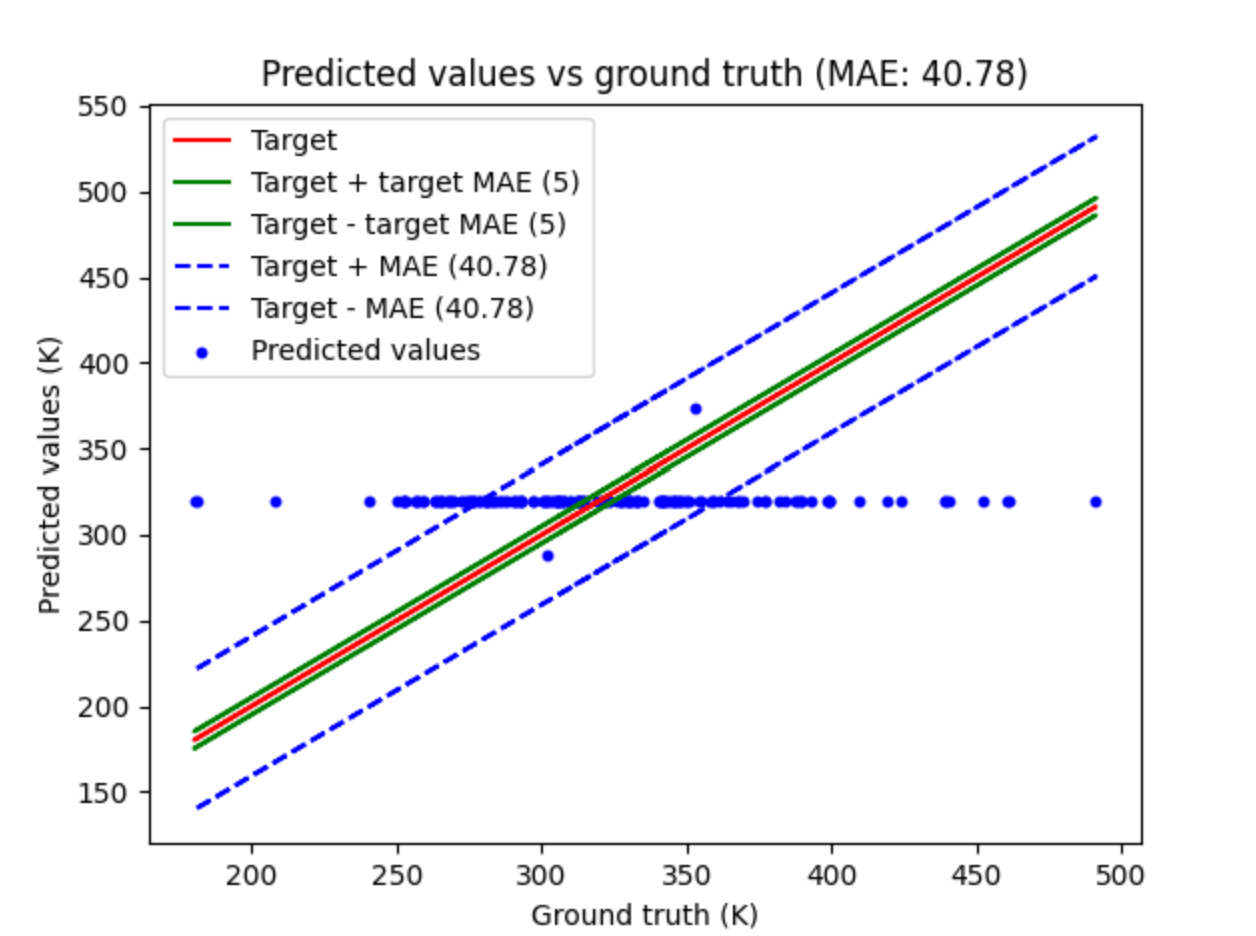 Predicted values vs ground truth (MAE: 40.78)
550
500
450
400
350
300
250
200
150
Predicted values (K)
Target
Target + target MAE (5)
Target - target MAE (5)
Target + MAE (40.78)
Target - MAE (40.78)
Predicted values
200 250 300 350 400 450 500
Ground truth (K)